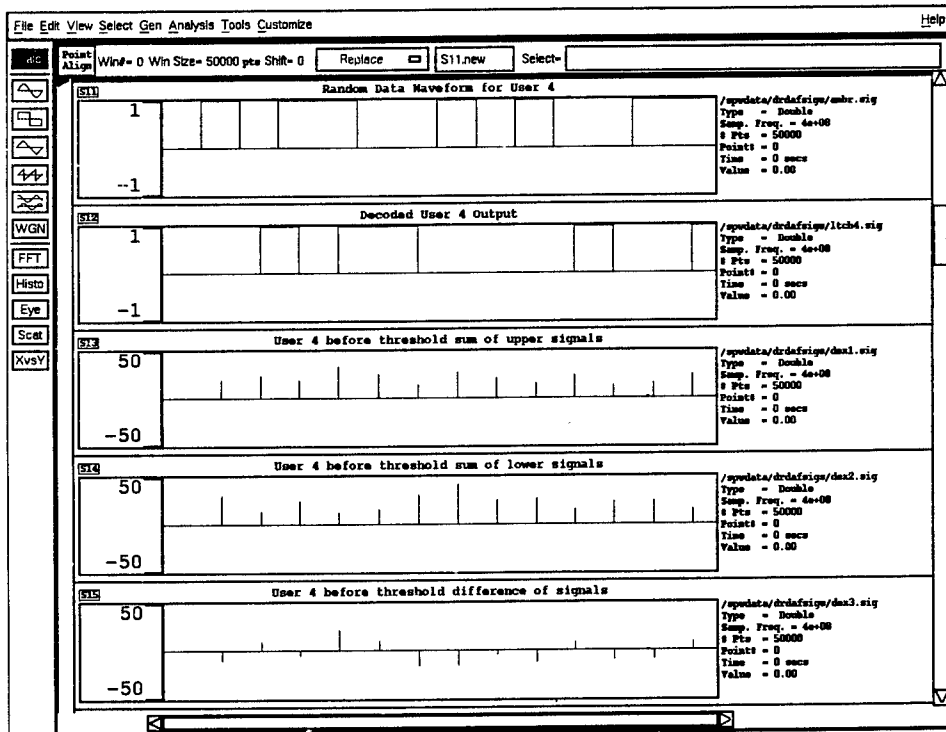 File Edit View Select Gen Analysis Tools Customize Help
Point Align Win#= 0 Win Size= 50000 pts Shift= 0 Replace S11.new Select=
WGN
FFT
Histo
Eye
Scat
XvsY
S11 Random Data Waveform for User 4
1
--1
Type = Double
Samp. Freq. = 4e+08
# Pts = 50000
Point# = 0
Time = 0 secs
Value = 0.00
S12 Decoded User 4 Output
1
-1
/spwdata/drdafsigs/ltcb4.sig
Type = Double
Samp. Freq. = 4e+08
# Pts = 50000
Point# = 0
Time = 0 secs
Value = 0.00
S13 User 4 before threshold sum of upper signals
50
-50
/spwdata/drdafsigs/dsx1.sig
Type = Double
Samp. Freq. = 4e+08
# Pts = 50000
Point# = 0
Time = 0 secs
Value = 0.00
S14 User 4 before threshold sum of lower signals
50
-50
/spwdata/drdafsigs/dsx2.sig
Type = Double
Samp. Freq. = 4e+08
# Pts = 50000
Point# = 0
Time = 0 secs
Value = 0.00
S15 User 4 before threshold difference of signals
50
-50
/spwdata/drdafsigs/dsx3.sig
Type = Double
Samp. Freq. = 4e+08
# Pts = 50000
Point# = 0
Time = 0 secs
Value = 0.00